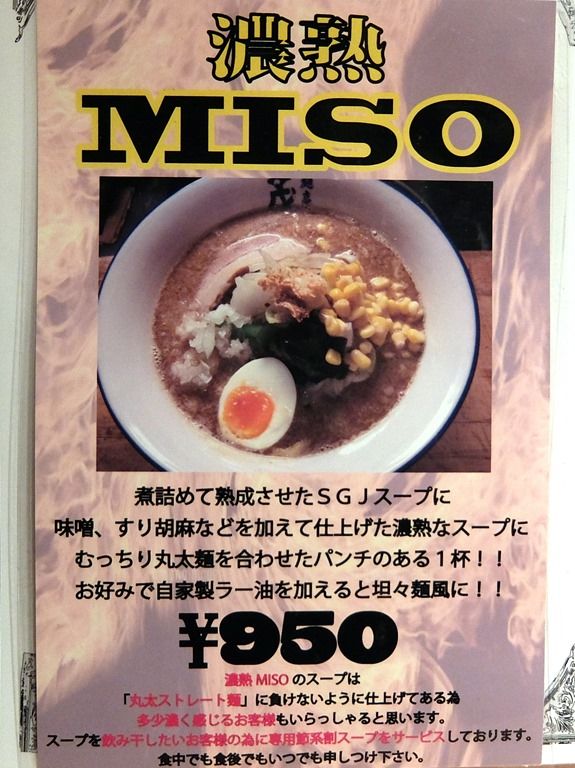 濃熟
MISO
煮詰めて熟成させたＳＧＪスープに
味噌、すり胡麻などを加えて仕上げた濃熟なスープに
むっちり丸太麺を合わせたパンチのある１杯！！
お好みで自家製ラー油を加えると坦々麺風に！！
¥950
濃熟 MISO のスープは
「丸太ストレート麺」に負けないように仕上げてある為
多少濃く感じるお客様もいらっしゃると思います。
スープを飲み干したいお客様の為に専用節系割スープをサービスしております。
食中でも食後でもいつでも申しつけ下さい。